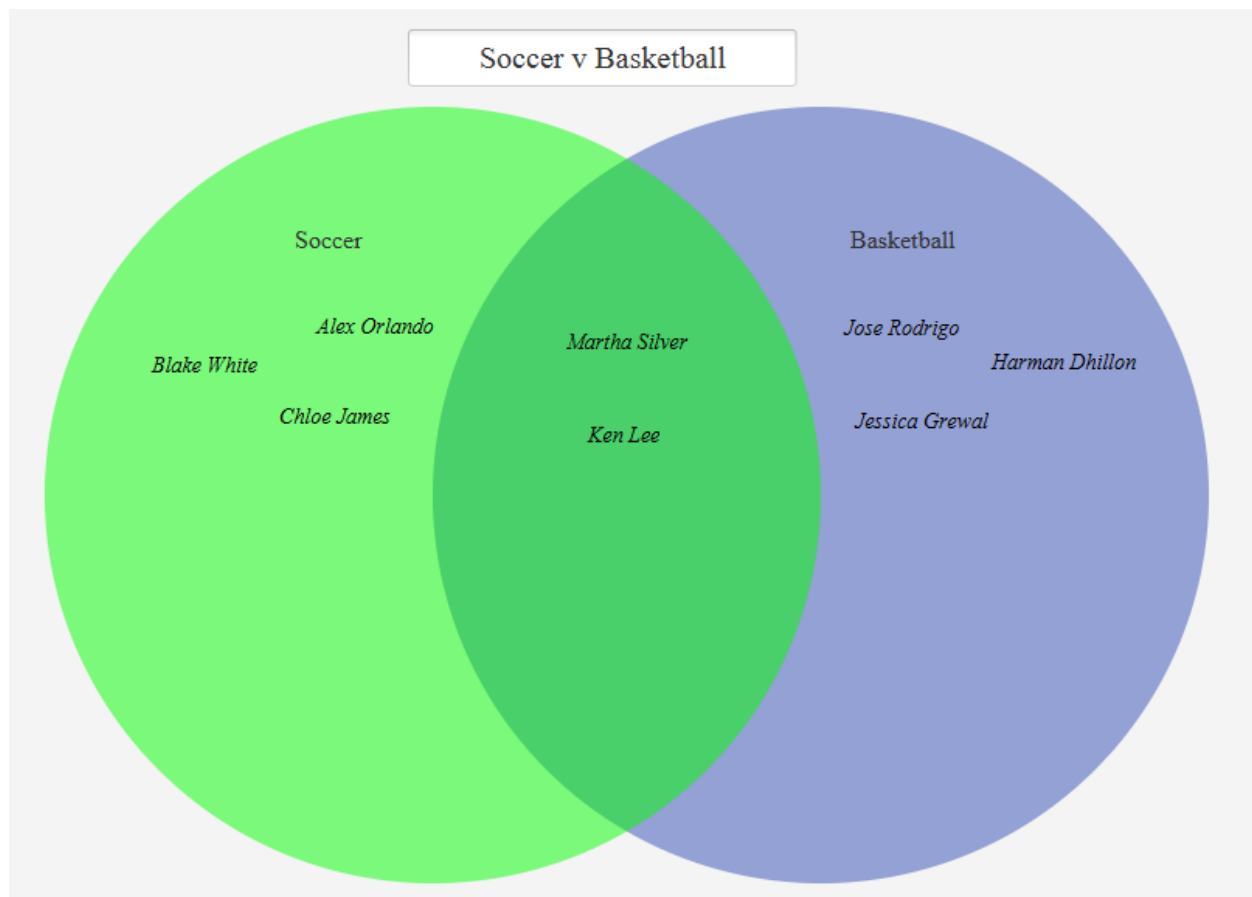 Soccer v Basketball
Soccer
Alex Orlando
Blake White
Chloe James
Martha Silver
Ken Lee
Basketball
Jose Rodrigo
Harman Dhillon
Jessica Grewal